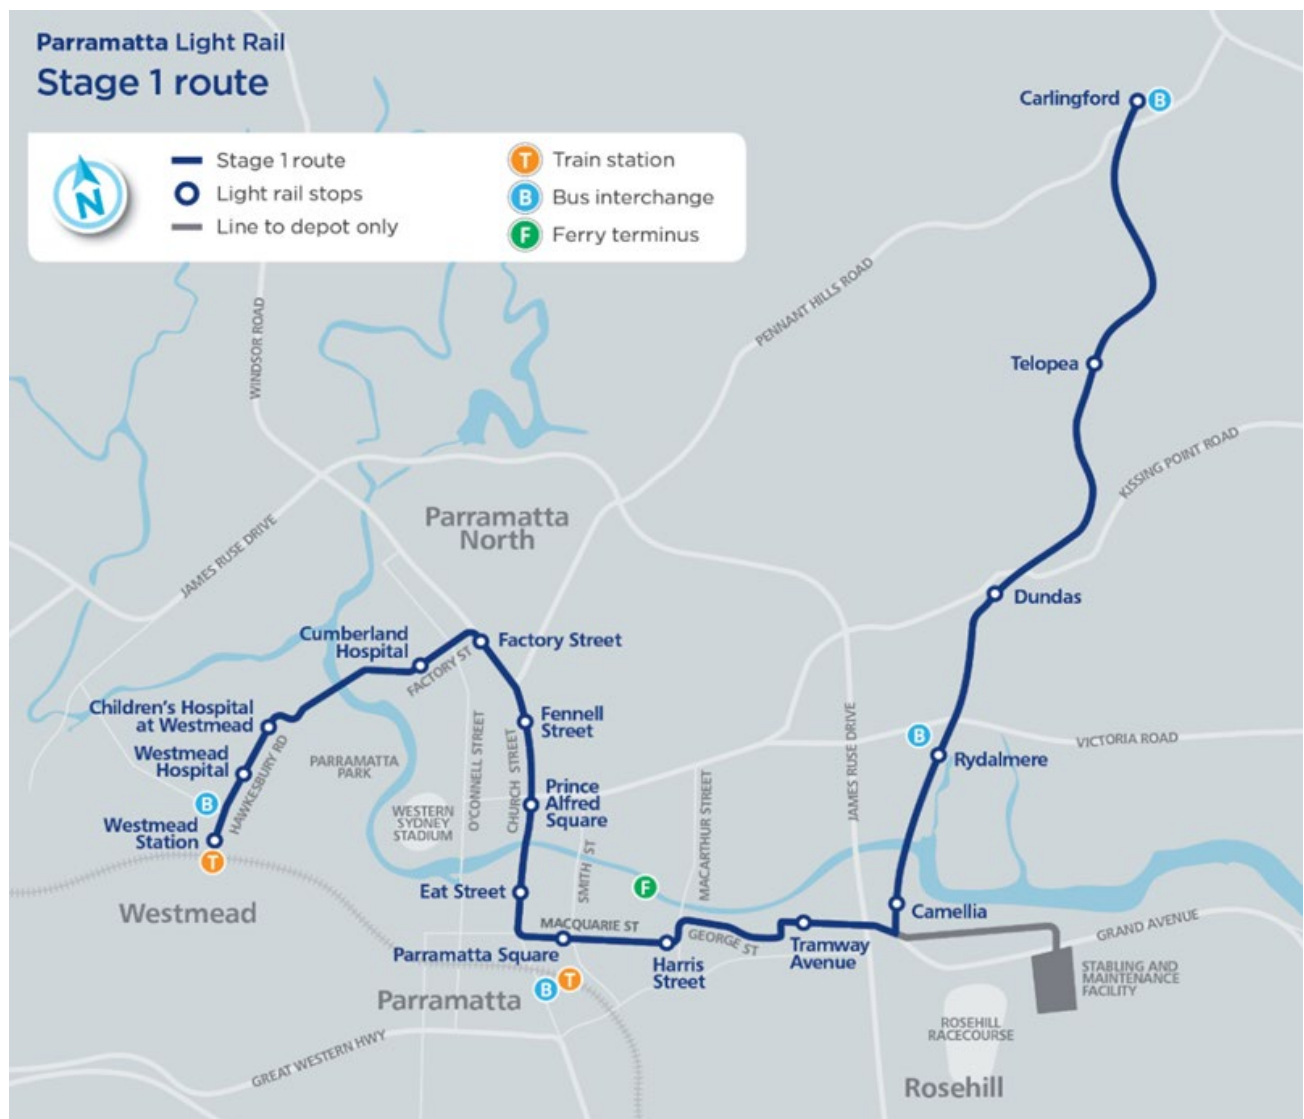 Parramatta Light Rail
Stage 1 route
N
Stage 1 route
Light rail stops
Line to depot only
T Train station
B Bus interchange
F Ferry terminus
Carlingford
B
WINDSOR ROAD
PENNANT HILLS ROAD
Telopea
KISSING POINT ROAD
JAMES RUSE DRIVE
Parramatta
North
Dundas
Cumberland
Hospital
Factory Street
FACTORY ST
Children's Hospital
at Westmead
Westmead
Hospital
HAWKESBURY RD
B
Westmead
Station
T
Westmead
PARRAMATTA
PARK
WESTERN
SYDNEY
STADIUM
O'CONNELL STREET
CHURCH STREET
Fennell
Street
Prince
Alfred
Square
SMITH ST
MACARTHUR STREET
JAMES RUSE DRIVE
B
Rydalmere
VICTORIA ROAD
Eat Street
F
MACQUARIE ST
Parramatta Square
B
T
Parramatta
Harris
Street
GEORGE ST
Tramway
Avenue
Camellia
GRAND AVENUE
STABLING AND
MAINTENANCE
FACILITY
ROSEHILL
RACECOURSE
Rosehill
GREAT WESTERN HWY